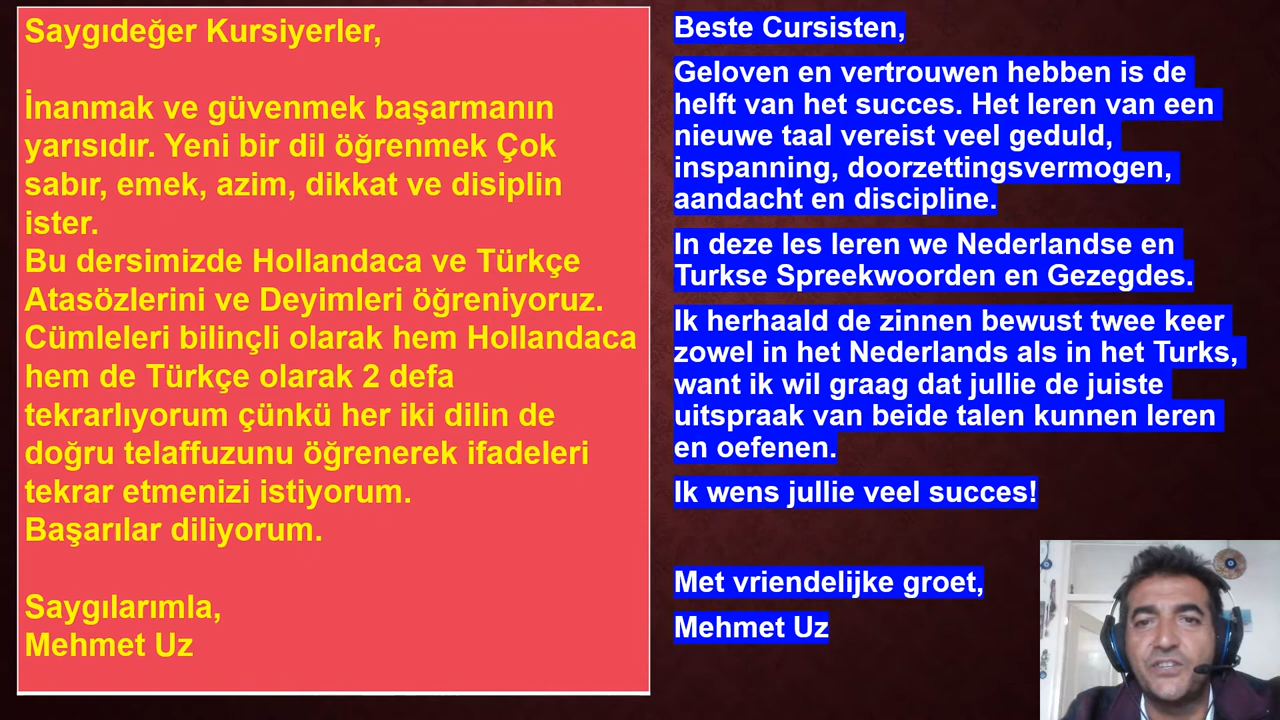 Saygıdeğer Kursiyerler,
İnanmak ve güvenmek başarmanın
yarısıdır. Yeni bir dil öğrenmek Çok
sabır, emek, azim, dikkat ve disiplin
ister.
Bu dersimizde Hollandaca ve Türkçe
Atasözlerini ve Deyimleri öğreniyoruz.
Cümleleri bilinçli olarak hem Hollandaca
hem de Türkçe olarak 2 defa
tekrarlıyorum çünkü her iki dilin de
doğru telaffuzunu öğrenerek ifadeleri
tekrar etmenizi istiyorum.
Başarılar diliyorum.
Saygılarımla,
Mehmet Uz
Beste Cursisten,
Geloven en vertrouwen hebben is de
helft van het succes. Het leren van een
nieuwe taal vereist veel geduld,
inspanning, doorzettingsvermogen,
aandacht en discipline.
In deze les leren we Nederlandse en
Turkse Spreekwoorden en Gezegdes.
Ik herhaald de zinnen bewust twee keer
zowel in het Nederlands als in het Turks,
want ik wil graag dat jullie de juiste
uitspraak van beide talen kunnen leren
en oefenen.
Ik wens jullie veel succes!
Met vriendelijke groet,
Mehmet Uz